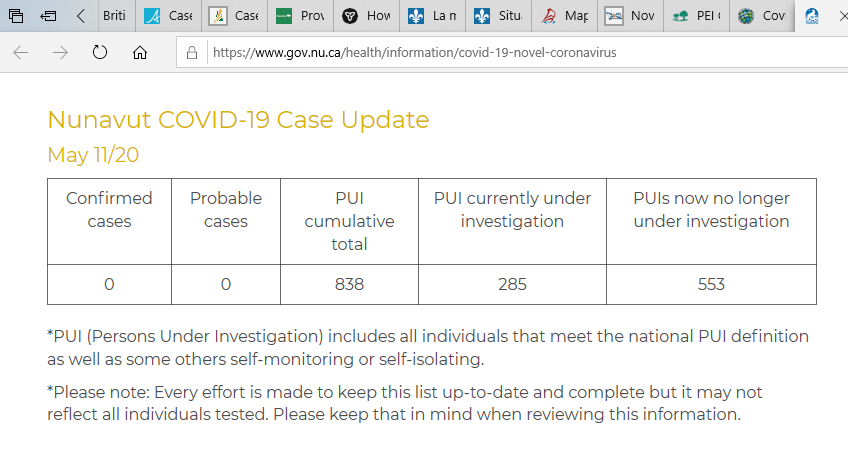 Briti Case Case Prov How La n Situ Map Nov PEI Cov
https://www.gov.nu.ca/health/information/covid-19-novel-coronavirus
Nunavut COVID-19 Case Update
May 11/20
Confirmed cases
Probable cases
PUI cumulative total
PUI currently under investigation
PUIs now no longer under investigation
0 0 838 285 553
*PUI (Persons Under Investigation) includes all individuals that meet the national PUI definition
as well as some others self-monitoring or self-isolating.
*Please note: Every effort is made to keep this list up-to-date and complete but it may not
reflect all individuals tested. Please keep that in mind when reviewing this information.